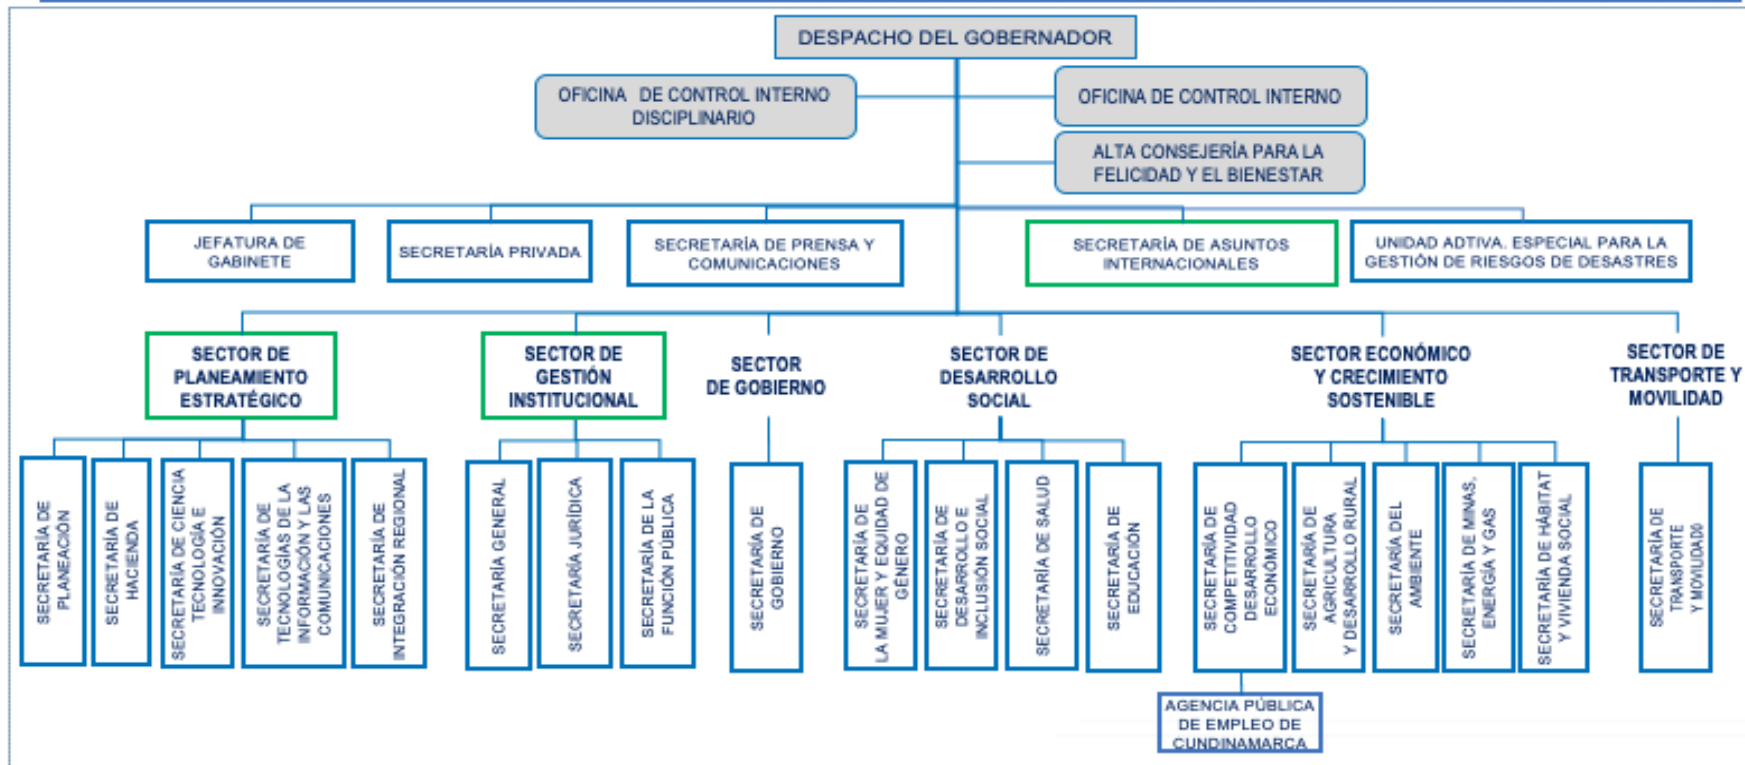 DESPACHO DEL GOBERNADOR
OFICINA DE CONTROL INTERNO
DISCIPLINARIO
OFICINA DE CONTROL INTERNO
ALTA CONSEJERÍA PARA LA
FELICIDAD Y EL BIENESTAR
JEFATURA DE
GABINETE
SECRETARÍA PRIVADA
SECRETARÍA DE PRENSA Y
COMUNICACIONES
SECRETARÍA DE ASUNTOS
INTERNACIONALES
UNIDAD ADTIVA. ESPECIAL PARA LA
GESTIÓN DE RIESGOS DE DESASTRES
SECTOR DE
PLANEAMIENTO
ESTRATÉGICO
SECTOR DE
GESTIÓN
INSTITUCIONAL
SECTOR
DE GOBIERNO
SECTOR DE
DESARROLLO
SOCIAL
SECTOR ECONÓMICO
Y CRECIMIENTO
SOSTENIBLE
SECTOR DE
TRANSPORTE Y
MOVILIDAD
SECRETARÍA DE
PLANEACIÓN
SECRETARÍA DE
HACIENDA
SECRETARÍA DE CIENCIA
TECNOLOGÍA E
INNOVACIÓN
SECRETARÍA DE
TECNOLOGÍAS DE LA
INFORMACIÓN Y LAS
COMUNICACIONES
SECRETARÍA DE
INTEGRACIÓN REGIONAL
SECRETARÍA GENERAL
SECRETARÍA JURÍDICA
SECRETARÍA DE LA
FUNCIÓN PÚBLICA
SECRETARÍA DE
GOBIERNO
SECRETARÍA DE
LA MUJER Y EQUIDAD DE
GÉNERO
SECRETARÍA DE
DESARROLLO E
INCLUSIÓN SOCIAL
SECRETARÍA DE SALUD
SECRETARÍA DE
EDUCACIÓN
SECRETARÍA DE
COMPETITIVIDAD
DESARROLLO
ECONÓMICO
SECRETARÍA DE
AGRICULTURA
Y DESARROLLO RURAL
SECRETARÍA DEL
AMBIENTE
SECRETARÍA DE MINAS,
ENERGÍA Y GAS
SECRETARÍA DE HÁBITAT
Y VIVIENDA SOCIAL
SECRETARÍA DE
TRANSPORTE
Y MOVILIDADO
AGENCIA PÚBLICA
DE EMPLEO DE
CUNDINAMARCA